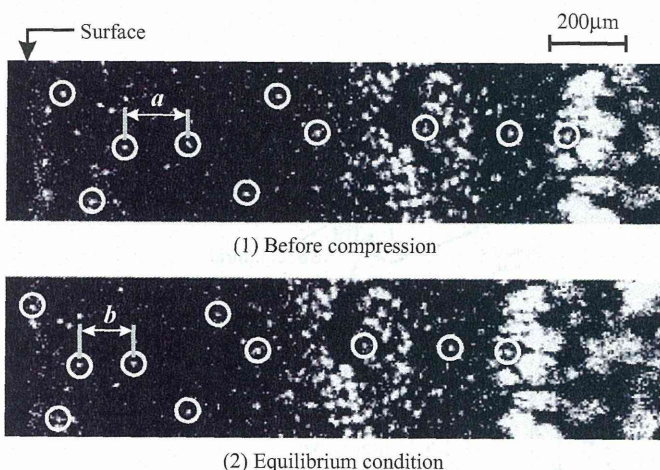 Surface
200μm
a
(1) Before compression
b
(2) Equilibrium condition